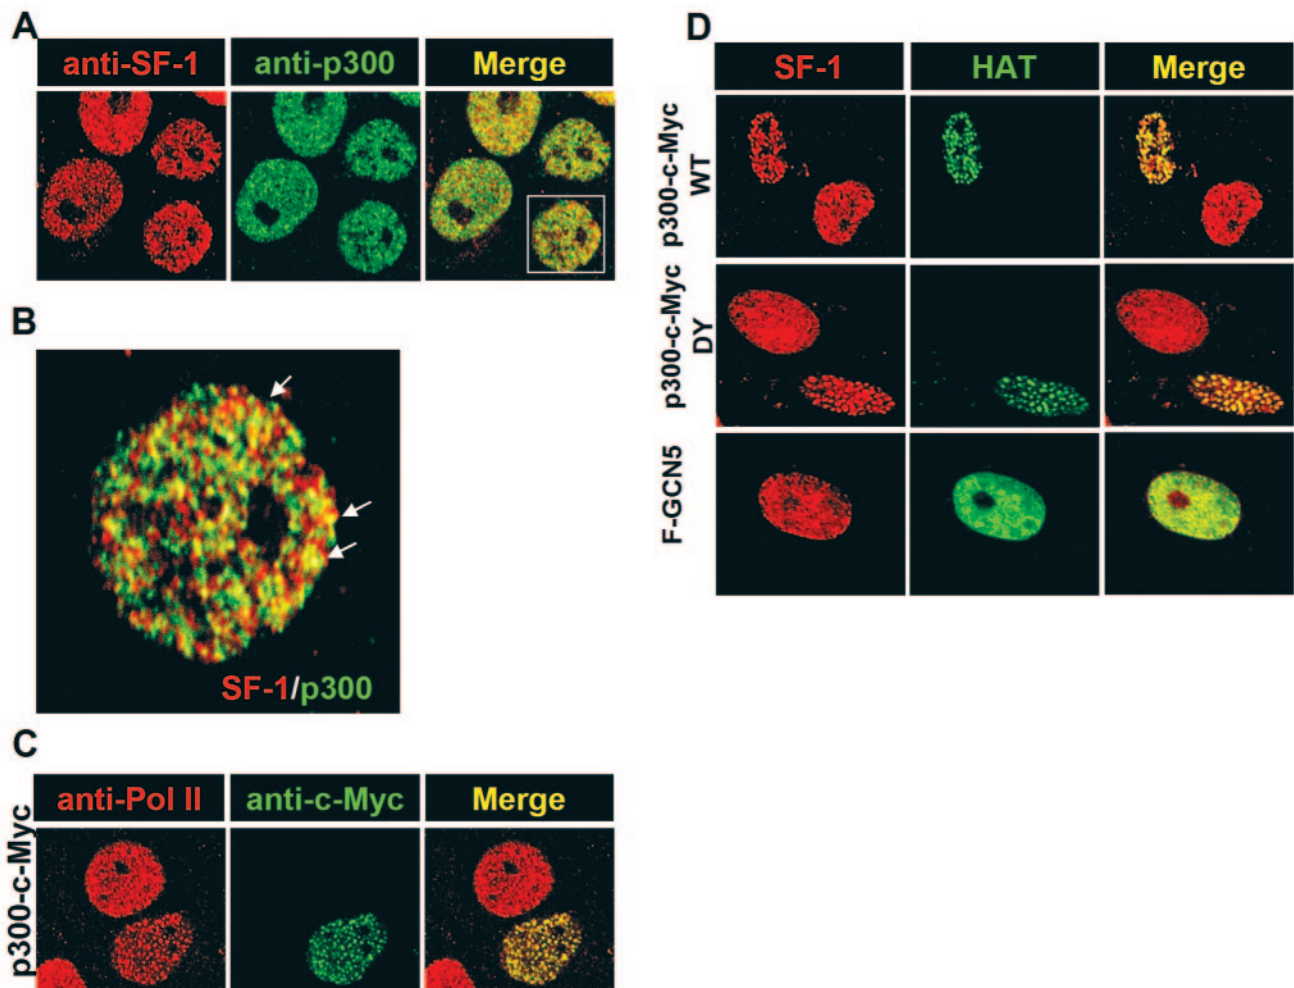 A
anti-SF-1 anti-p300 Merge
B
SF-1/p300
C
anti-Pol II anti-c-Myc Merge
p300-c-Myc
D
SF-1 HAT Merge
p300-c-Myc
WT
p300-c-Myc
DY
F-GCN5